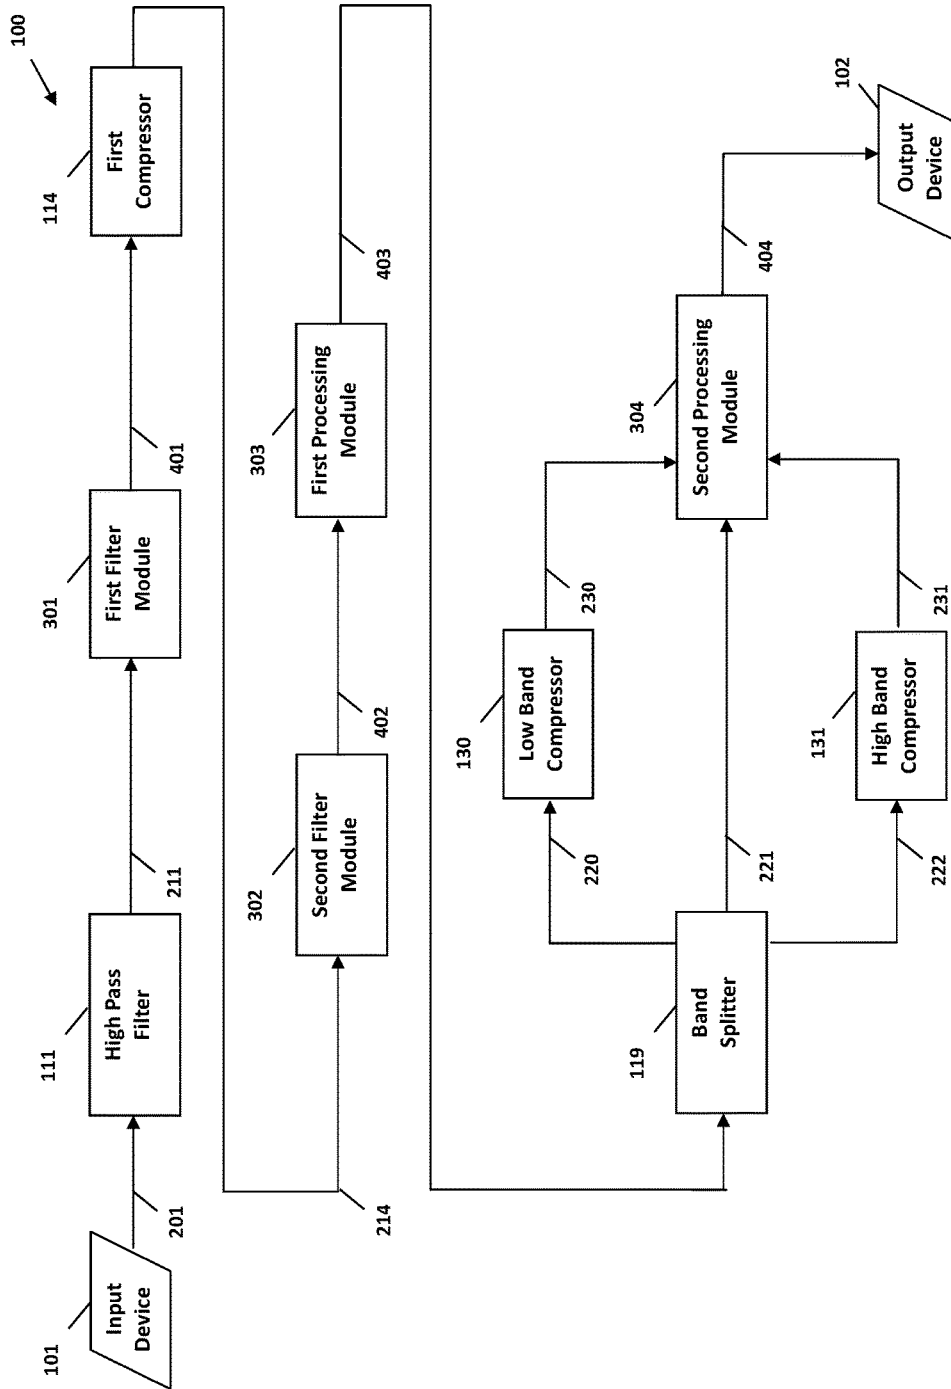 100
101
Input
Device
201
111
High Pass
Filter
211
301
First Filter
Module
401
114
First
Compressor
214
302
Second Filter
Module
402
303
First Processing
Module
403
119
Band
Splitter
220
130
Low Band
Compressor
230
221
222
131
High Band
Compressor
231
304
Second Processing
Module
404
102
Output
Device